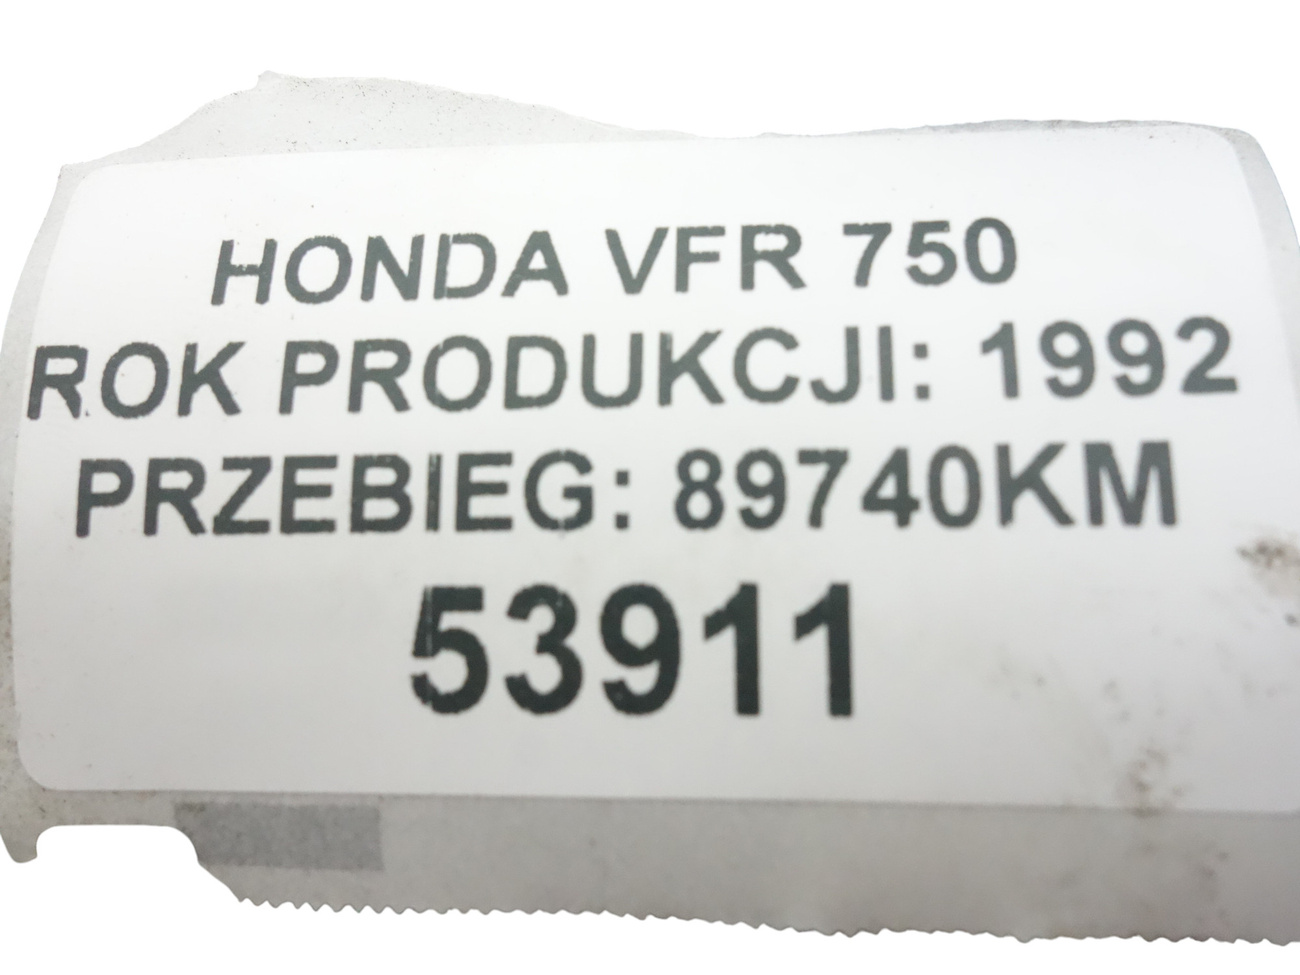 HONDA VFR 750
ROK PRODUKCJI: 1992
PRZEBIEG: 89740KM
53911